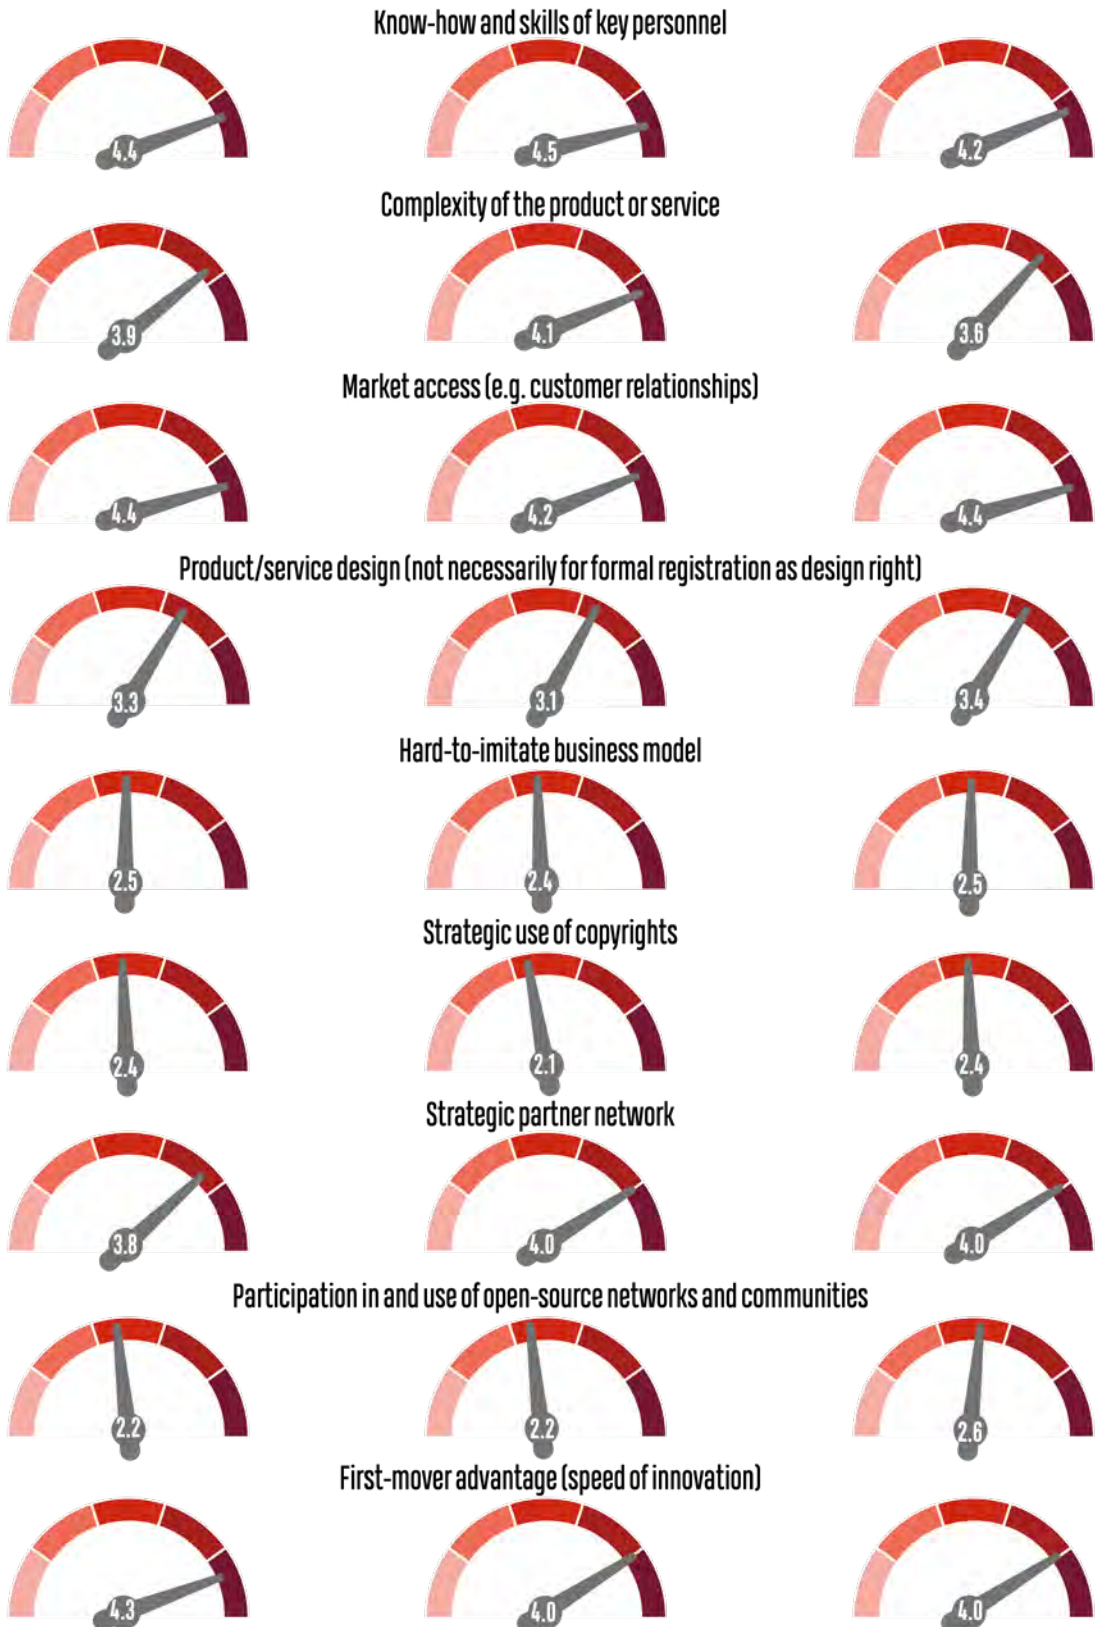 Know-how and skills of key personnel
4.4 4.5 4.2
Complexity of the product or service
3.9 4.1 3.6
Market access (e.g. customer relationships)
4.4 4.2 4.4
Product/service design (not necessarily for formal registration as design right)
3.3 3.1 3.4
Hard-to-imitate business model
2.5 2.4 2.5
Strategic use of copyrights
2.4 2.1 2.4
Strategic partner network
3.8 4.0 4.0
Participation in and use of open-source networks and communities
2.2 2.2 2.6
First-mover advantage (speed of innovation)
4.3 4.0 4.0